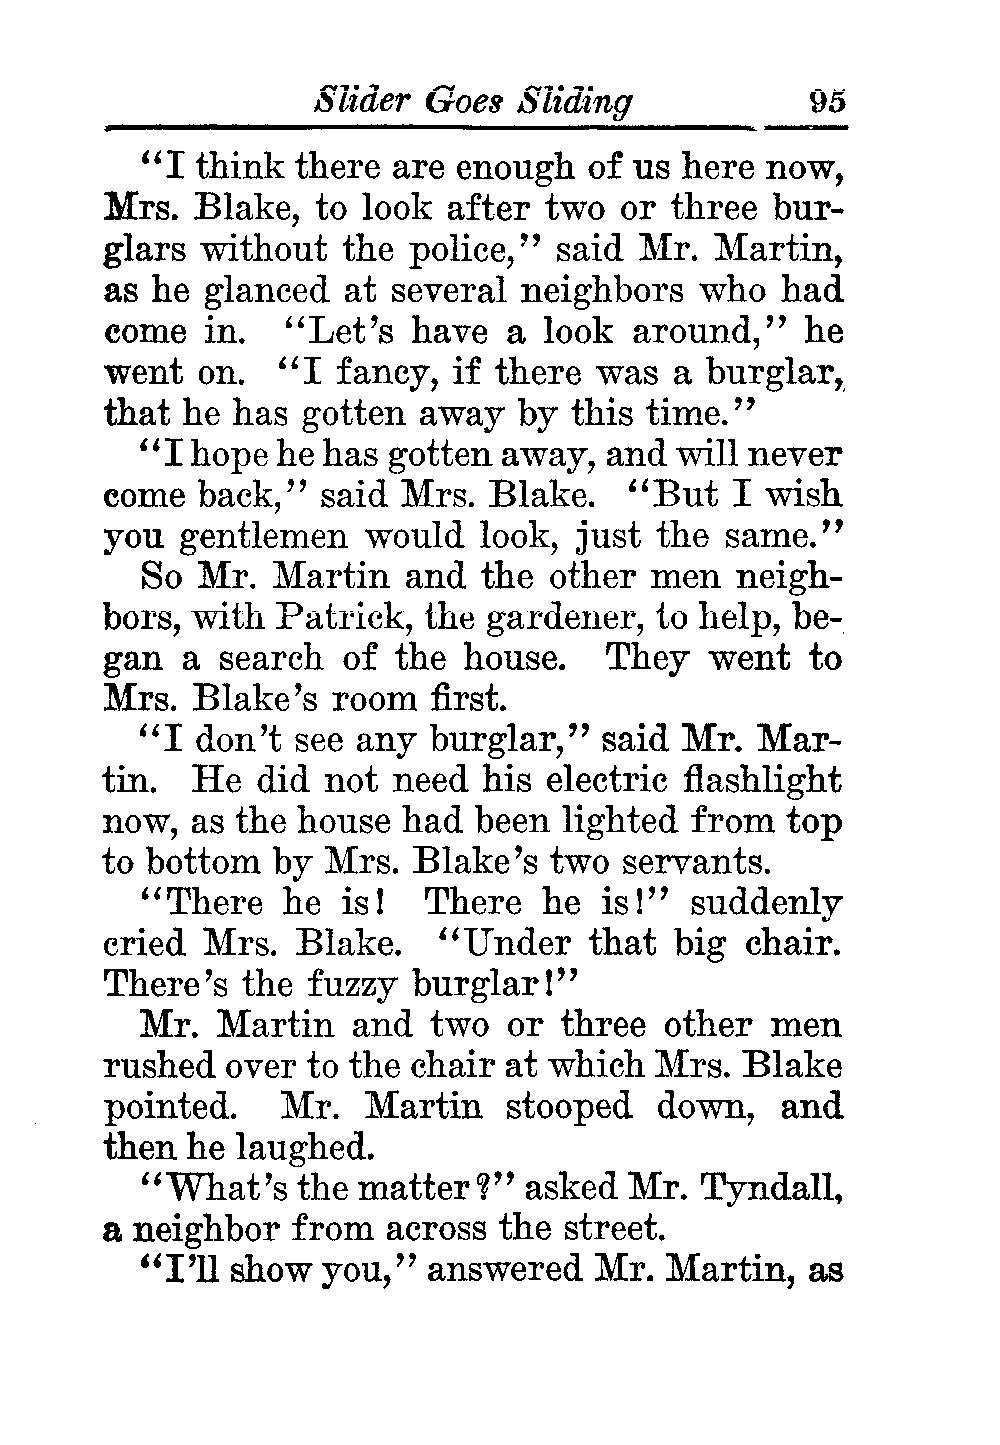 Slider Goes Sliding 95
“I think there are enough of us here now,
Mrs. Blake, to look after two or three bur-
glars without the police,” said Mr. Martin,
as he glanced at several neighbors who had
come in. “Let’s have a look around,” he
went on. “I fancy, if there was a burglar,
that he has gotten away by this time.”
“I hope he has gotten away, and will never
come back,” said Mrs. Blake. “But I wish
you gentlemen would look, just the same.”
So Mr. Martin and the other men neigh-
bors, with Patrick, the gardener, to help, be-
gan a search of the house. They went to
Mrs. Blake’s room first.
“I don’t see any burglar,” said Mr. Mar-
tin. He did not need his electric flashlight
now, as the house had been lighted from top
to bottom by Mrs. Blake’s two servants.
“There he is! There he is!” suddenly
cried Mrs. Blake. “Under that big chair.
There’s the fuzzy burglar!”
Mr. Martin and two or three other men
rushed over to the chair at which Mrs. Blake
pointed. Mr. Martin stooped down, and
then he laughed.
“What’s the matter?” asked Mr. Tyndall,
a neighbor from across the street.
“I’ll show you,” answered Mr. Martin, as